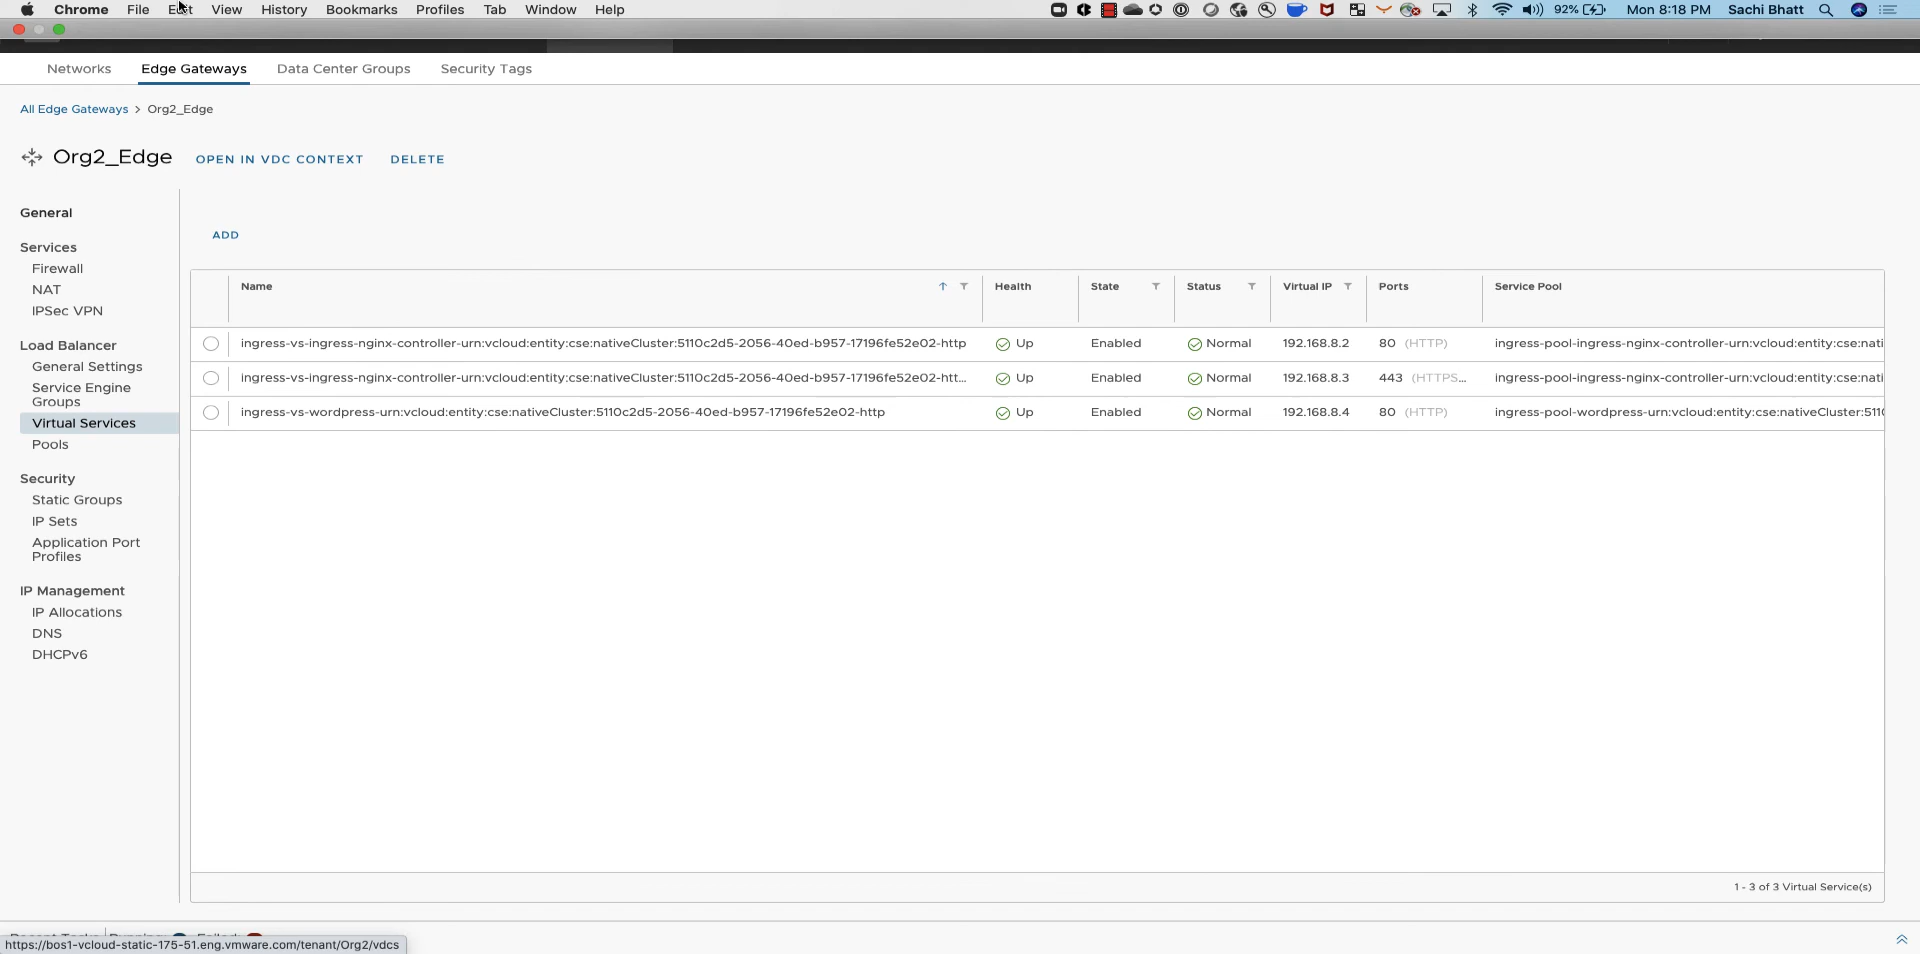 Chrome File Edit View History Bookmarks Profiles Tab Window Help 92% Mon 8:18 PM Sachi Bhatt
Networks Edge Gateways Data Center Groups Security Tags
All Edge Gateways > Org2_Edge
Org2_Edge OPEN IN VDC CONTEXT DELETE
General
Services
Firewall
NAT
IPSec VPN
Load Balancer
General Settings
Service Engine
Groups
Virtual Services
Pools
Security
Static Groups
IP Sets
Application Port
Profiles
IP Management
IP Allocations
DNS
DHCPv6
ADD
Name Health State Status Virtual IP Ports Service Pool
ingress-vs-ingress-nginx-controller-urn:vcloud:entity:cse:nativeCluster:5110c2d5-2056-40ed-b957-17196fe52e02-http Up Enabled Normal 192.168.8.2 80 (HTTP) ingress-pool-ingress-nginx-controller-urn:vcloud:entity:cse:nati
ingress-vs-ingress-nginx-controller-urn:vcloud:entity:cse:nativeCluster:5110c2d5-2056-40ed-b957-17196fe52e02-htt... Up Enabled Normal 192.168.8.3 443 (HTTPS... ingress-pool-ingress-nginx-controller-urn:vcloud:entity:cse:nati
ingress-vs-wordpress-urn:vcloud:entity:cse:nativeCluster:5110c2d5-2056-40ed-b957-17196fe52e02-http Up Enabled Normal 192.168.8.4 80 (HTTP) ingress-pool-wordpress-urn:vcloud:entity:cse:nativeCluster:511
1 - 3 of 3 Virtual Service(s)
https://bos1-vcloud-static-175-51.eng.vmware.com/tenant/Org2/vdcs